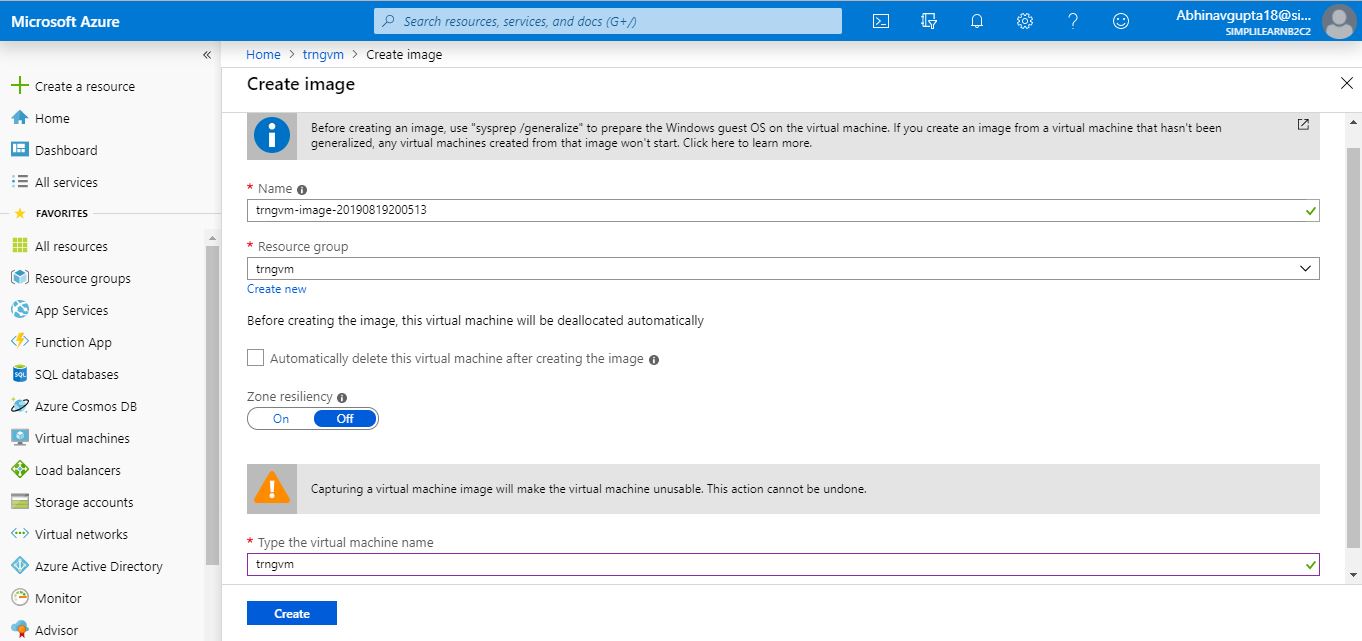 Microsoft Azure
Search resources, services, and docs (G+/)
Abhinavgupta18@si...
SIMPLILEARNB2C2
Create a resource
Home
Dashboard
All services
FAVORITES
All resources
Resource groups
App Services
Function App
SQL databases
Azure Cosmos DB
Virtual machines
Load balancers
Storage accounts
Virtual networks
Azure Active Directory
Monitor
Advisor
Home > trngvm > Create image
Create image
Before creating an image, use "sysprep /generalize" to prepare the Windows guest OS on the virtual machine. If you create an image from a virtual machine that hasn't been
generalized, any virtual machines created from that image won't start. Click here to learn more.
* Name
trngvm-image-20190819200513
* Resource group
trngvm
Create new
Before creating the image, this virtual machine will be deallocated automatically
Automatically delete this virtual machine after creating the image
Zone resiliency
On Off
Capturing a virtual machine image will make the virtual machine unusable. This action cannot be undone.
* Type the virtual machine name
trngvm
Create